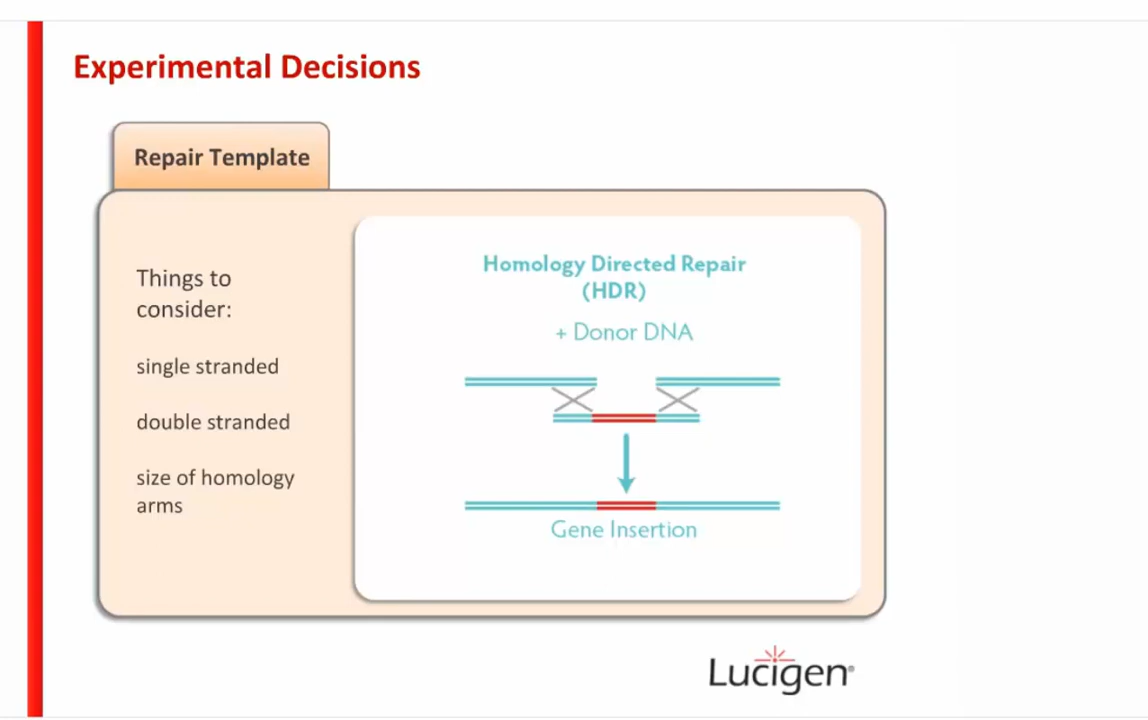 Experimental Decisions
Repair Template
Things to
consider:
single stranded
double stranded
size of homology
arms
Homology Directed Repair
(HDR)
+ Donor DNA
Gene Insertion
Lucigen®